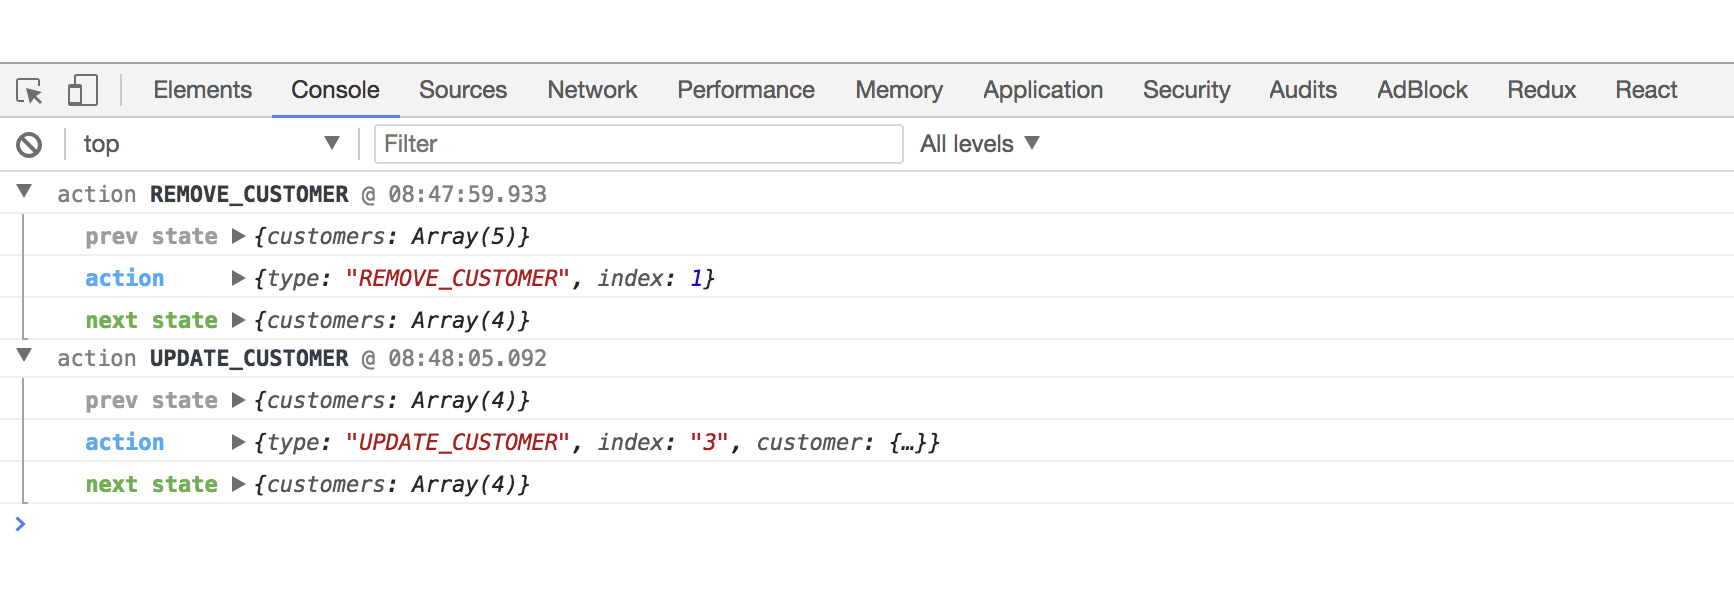 Elements Console Sources Network Performance Memory Application Security Audits AdBlock Redux React
top Filter All levels
action REMOVE_CUSTOMER @ 08:47:59.933
prev state {customers: Array(5)}
action {type: "REMOVE_CUSTOMER", index: 1}
next state {customers: Array(4)}
action UPDATE_CUSTOMER @ 08:48:05.092
prev state {customers: Array(4)}
action {type: "UPDATE_CUSTOMER", index: "3", customer: {…}}
next state {customers: Array(4)}